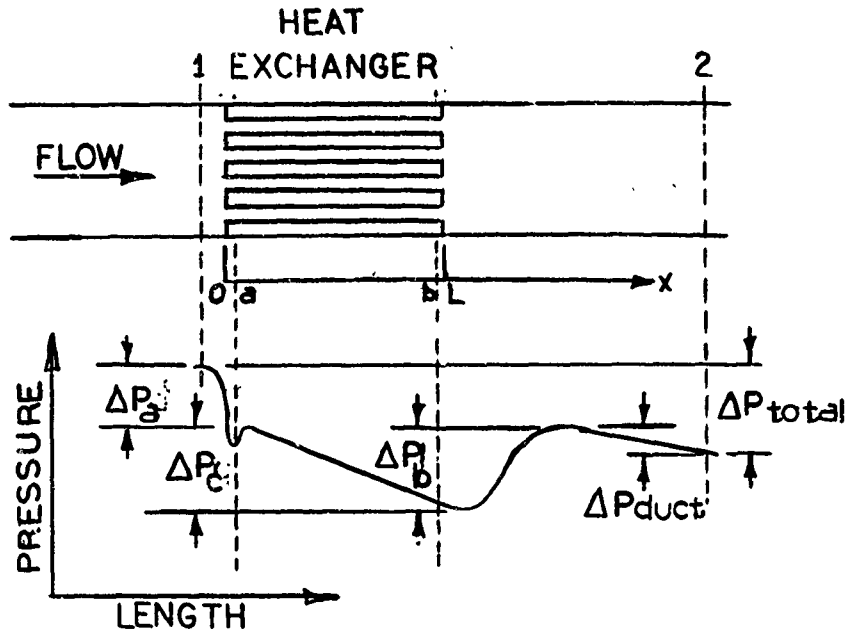 HEAT
1 EXCHANGER 2
FLOW
0 a b L x
ΔPa
ΔPc
ΔPb
ΔPtotal
ΔPduct
PRESSURE
LENGTH